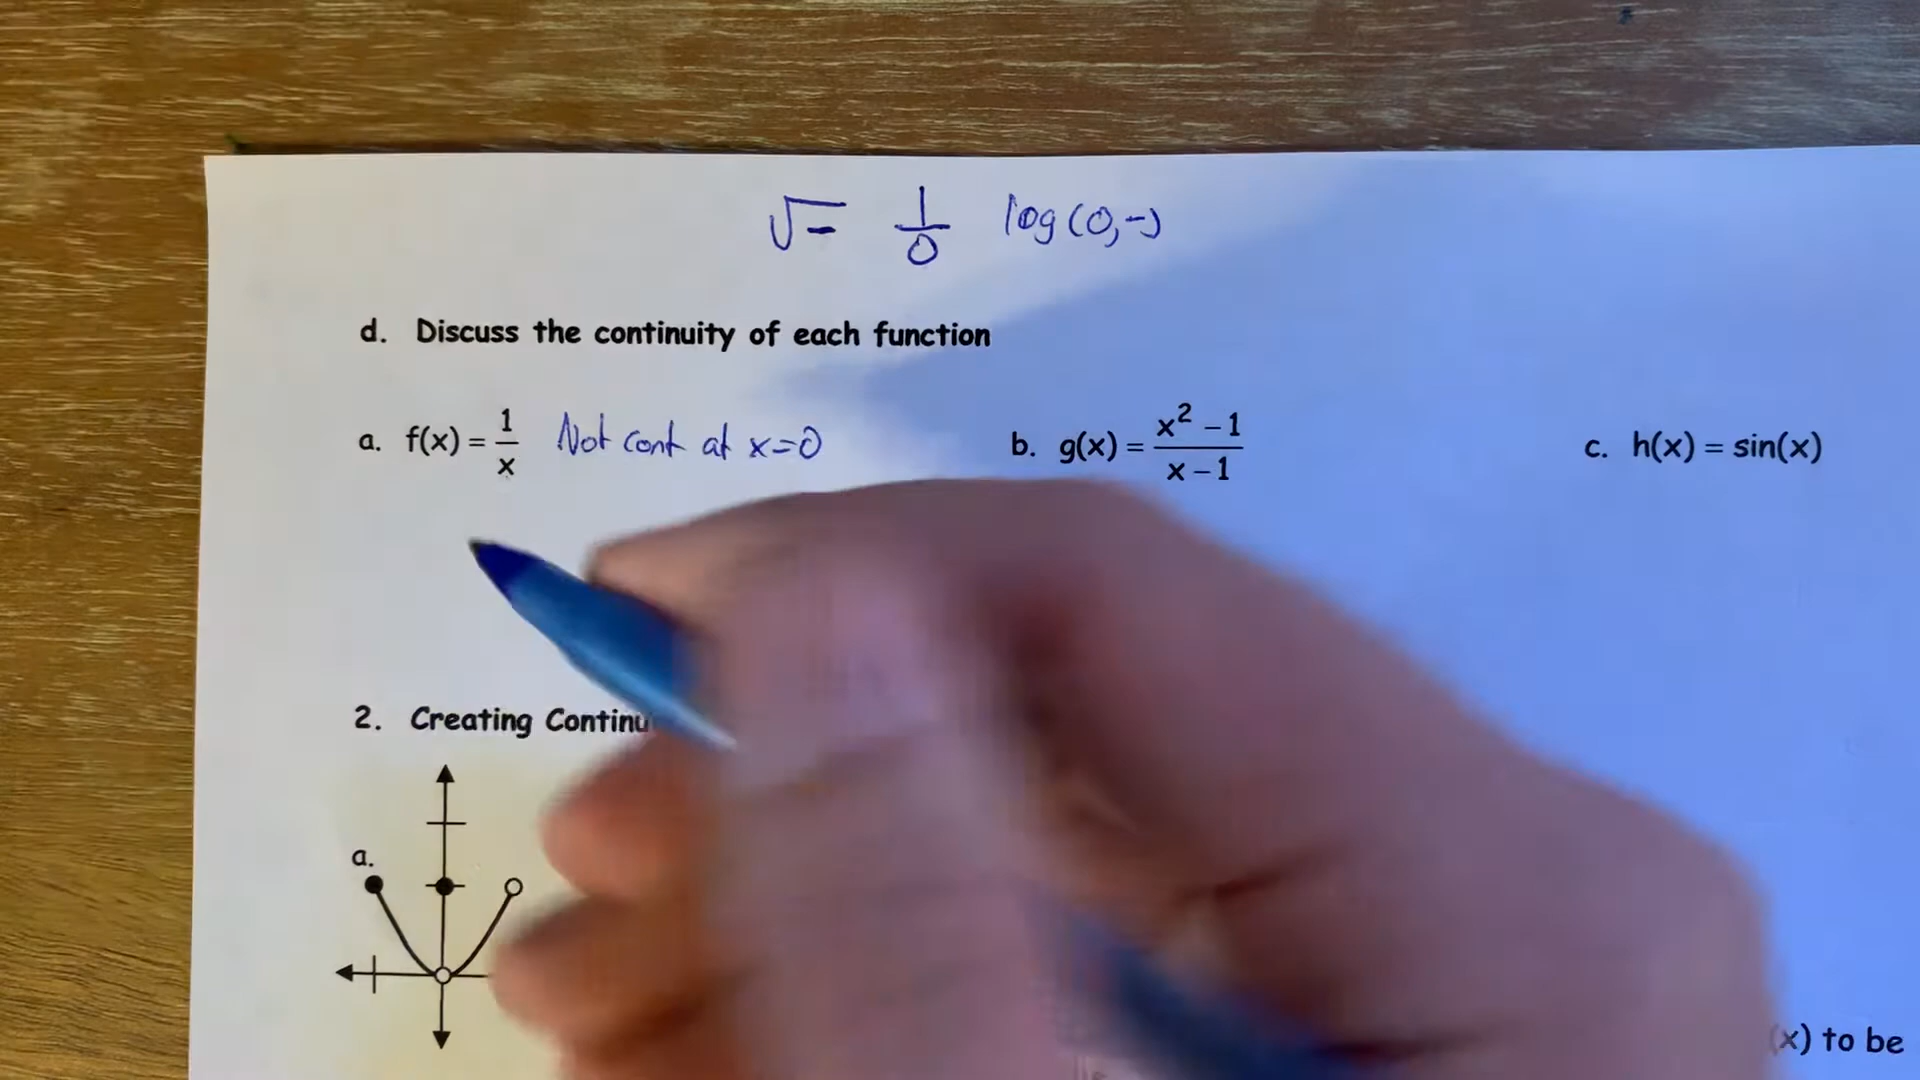 √- 1/0 log(0,-)
d. Discuss the continuity of each function
a. f(x) = 1/x Not cont at x=0 b. g(x) = (x² - 1)/(x - 1) c. h(x) = sin(x)
2. Creating
a.
(x) to be